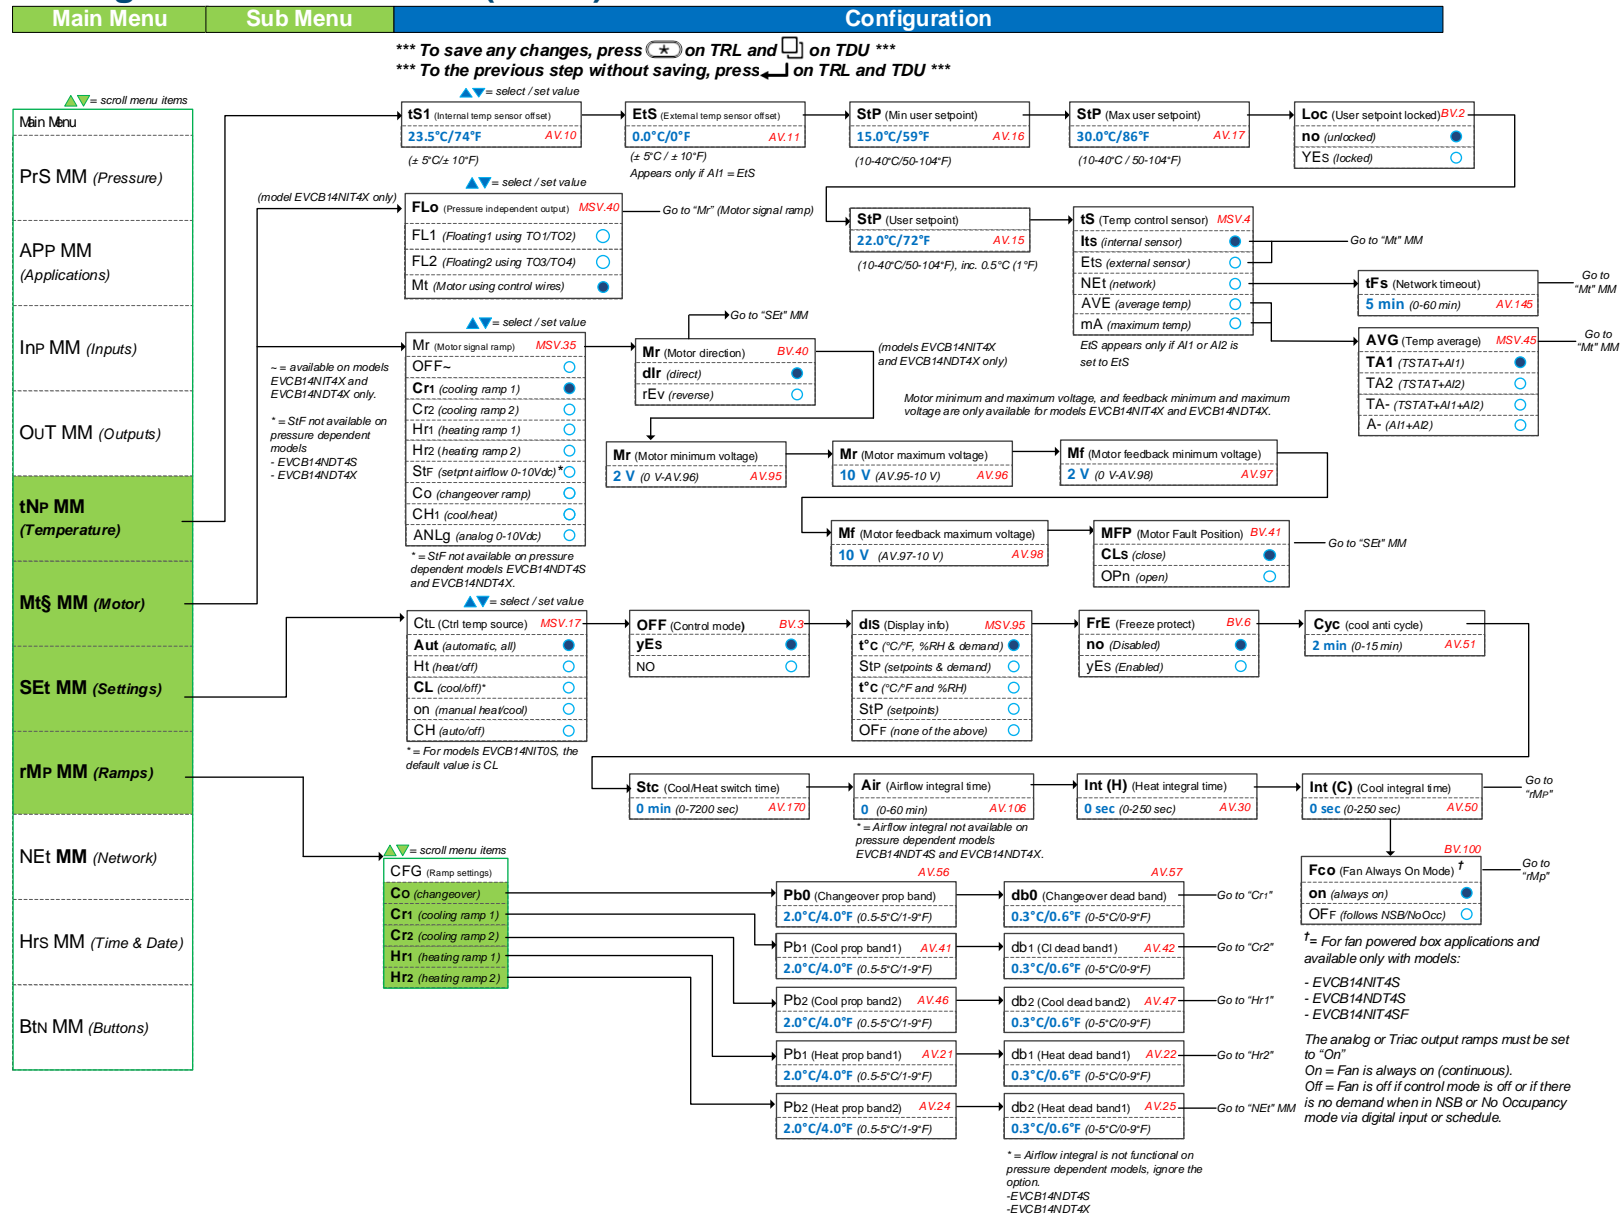 Main Menu
Sub Menu
Configuration
*** To save any changes, press * on TRL and on TDU ***
*** To the previous step without saving, press on TRL and TDU ***
▲▼= scroll menu items
Main Menu
PrS MM (Pressure)
APP MM
(Applications)
InP MM (Inputs)
OUT MM (Outputs)
tNP MM
(Temperature)
Mt§ MM (Motor)
SEt MM (Settings)
rMP MM (Ramps)
NEt MM (Network)
Hrs MM (Time & Date)
BtN MM (Buttons)
▲▼= select / set value
tS1 (Internal temp sensor offset)
23.5°C/74°F AV.10
(± 5°C/± 10°F)
EtS (External temp sensor offset)
0.0°C/0°F AV.11
(± 5°C / ± 10°F)
Appears only if AI1 = EtS
StP (Min user setpoint)
15.0°C/59°F AV.16
(10-40°C/50-104°F)
StP (Max user setpoint)
30.0°C/86°F AV.17
(10-40°C / 50-104°F)
Loc (User setpoint locked) BV.2
no (unlocked)
YEs (locked)
StP (User setpoint)
22.0°C/72°F AV.15
(10-40°C/50-104°F), inc. 0.5°C (1°F)
tS (Temp control sensor) MSV.4
Its (internal sensor)
Ets (external sensor)
NEt (network)
AVE (average temp)
mA (maximum temp)
EtS appears only if AI1 or AI2 is
set to EtS
Go to "Mt" MM
tFs (Network timeout)
5 min (0-60 min) AV.145
Go to
"Mt" MM
AVG (Temp average) MSV.45
TA1 (TSTAT+AI1)
TA2 (TSTAT+AI2)
TA- (TSTAT+AI1+AI2)
A- (AI1+AI2)
Go to
"Mt" MM
▲▼= select / set value
(model EVCB14NIT4X only)
FLo (Pressure independent output) MSV.40
FL1 (Floating1 using TO1/TO2)
FL2 (Floating2 using TO3/TO4)
Mt (Motor using control wires)
Go to "Mr" (Motor signal ramp)
▲▼= select / set value
Mr (Motor signal ramp) MSV.35
OFF~
Cr1 (cooling ramp 1)
Cr2 (cooling ramp 2)
Hr1 (heating ramp 1)
Hr2 (heating ramp 2)
StF (setpnt airflow 0-10Vdc)*
Co (changeover ramp)
CH1 (cool/heat)
ANLg (analog 0-10Vdc)
* = StF not available on pressure
dependent models EVCB14NDT4S
and EVCB14NDT4X.
~ = available on models
EVCB14NIT4X and
EVCB14NDT4X only.
* = StF not available on
pressure dependent
models
- EVCB14NDT4S
- EVCB14NDT4X
Go to "SEt" MM
Mr (Motor direction) BV.40
dIr (direct)
rEv (reverse)
(models EVCB14NIT4X
and EVCB14NDT4X only)
Motor minimum and maximum voltage, and feedback minimum and maximum
voltage are only available for models EVCB14NIT4X and EVCB14NDT4X.
Mr (Motor minimum voltage)
2 V (0 V-AV.96) AV.95
Mr (Motor maximum voltage)
10 V (AV.95-10 V) AV.96
Mf (Motor feedback minimum voltage)
2 V (0 V-AV.98) AV.97
Mf (Motor feedback maximum voltage)
10 V (AV.97-10 V) AV.98
MFP (Motor Fault Position) BV.41
CLs (close)
OPn (open)
Go to "SEt" MM
▲▼= select / set value
CtL (Ctrl temp source) MSV.17
Aut (automatic, all)
Ht (heat/off)
CL (cool/off)*
on (manual heat/cool)
CH (auto/off)
* = For models EVCB14NIT0S, the
default value is CL
OFF (Control mode) BV.3
yEs
NO
dIS (Display info) MSV.95
t°c (°C/°F, %RH & demand)
StP (setpoints & demand)
t°c (°C/°F and %RH)
StP (setpoints)
OFF (none of the above)
FrE (Freeze protect) BV.6
no (Disabled)
yEs (Enabled)
Cyc (cool anti cycle)
2 min (0-15 min) AV.51
Stc (Cool/Heat switch time)
0 min (0-7200 sec) AV.170
Air (Airflow integral time)
0 (0-60 min) AV.106
* = Airflow integral not available on
pressure dependent models
EVCB14NDT4S and EVCB14NDT4X.
Int (H) (Heat integral time)
0 sec (0-250 sec) AV.30
Int (C) (Cool integral time)
0 sec (0-250 sec) AV.50
Go to
"rMP"
BV.100
Fco (Fan Always On Mode) †
on (always on)
OFF (follows NSB/NoOcc)
Go to
"rMp"
†= For fan powered box applications and
available only with models:
- EVCB14NIT4S
- EVCB14NDT4S
- EVCB14NIT4SF
The analog or Triac output ramps must be set
to "On"
On = Fan is always on (continuous).
Off = Fan is off if control mode is off or if there
is no demand when in NSB or No Occupancy
mode via digital input or schedule.
▲▼= scroll menu items
CFG (Ramp settings)
Co (changeover)
Cr1 (cooling ramp 1)
Cr2 (cooling ramp 2)
Hr1 (heating ramp 1)
Hr2 (heating ramp 2)
AV.56
Pb0 (Changeover prop band)
2.0°C/4.0°F (0.5-5°C/1-9°F)
AV.57
db0 (Changeover dead band)
0.3°C/0.6°F (0-5°C/0-9°F)
Go to "Cr1"
Pb1 (Cool prop band1) AV.41
2.0°C/4.0°F (0.5-5°C/1-9°F)
db1 (Cl dead band1) AV.42
0.3°C/0.6°F (0-5°C/0-9°F)
Go to "Cr2"
Pb2 (Cool prop band2) AV.46
2.0°C/4.0°F (0.5-5°C/1-9°F)
db2 (Cool dead band2) AV.47
0.3°C/0.6°F (0-5°C/0-9°F)
Go to "Hr1"
Pb1 (Heat prop band1) AV.21
2.0°C/4.0°F (0.5-5°C/1-9°F)
db1 (Heat dead band1) AV.22
0.3°C/0.6°F (0-5°C/0-9°F)
Go to "Hr2"
Pb2 (Heat prop band2) AV.24
2.0°C/4.0°F (0.5-5°C/1-9°F)
db2 (Heat dead band1) AV.25
0.3°C/0.6°F (0-5°C/0-9°F)
Go to "NEt" MM
* = Airflow integral is not functional on
pressure dependent models, ignore the
option.
-EVCB14NDT4S
-EVCB14NDT4X